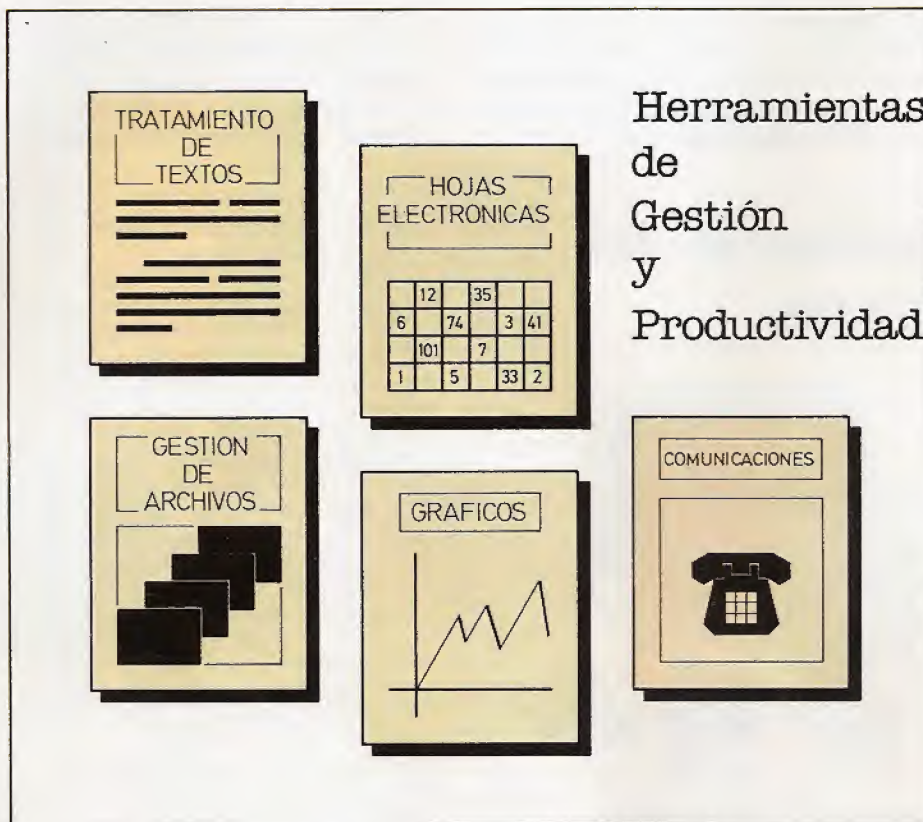 Herramientas
de
Gestión
y
Productividad
TRATAMIENTO
DE
TEXTOS
HOJAS
ELECTRONICAS
12 35
6 74 3 41
101 7
1 5 33 2
GESTION
DE
ARCHIVOS
GRAFICOS
COMUNICACIONES